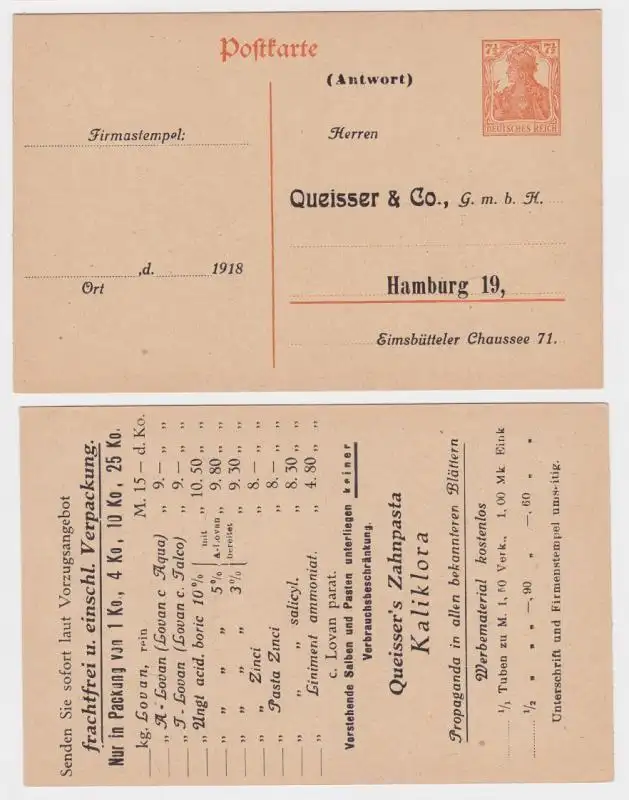 Postkarte
(Antwort)
7½ 7½
DEUTSCHES REICH
Firmastempel:
Herren
Queisser & Co., G. m. b. H.
,d. 1918
Ort
Hamburg 19,
Eimsbütteler Chaussee 71.
Senden Sie sofort laut Vorzugsangebot
frachtfrei u. einschl. Verpackung.
Nur in Packung von 1 Ko., 4 Ko, 10 Ko, 25 Ko.
kg. Lovan, rein M. 15 — d. Ko.
„ A - Lovan (Lovan c Aqua) „ 9. — „ „
„ T - Lovan (Lovan c. Talco) „ 9. — „ „
„ Ungt acid. boric 10% mit „ 10. 50 „ „
„ „ „ 5% A-Lovan „ 9. 80 „ „
„ „ „ 3% bereitet „ 9. 30 „ „
„ „ Zinci „ 8. — „ „
„ Pasta Zinci „ 8. — „ „
„ „ „ salicyl. „ 8. 30 „ „
„ Liniment ammoniat. „ 4. 80 „ „
c. Lovan parat.
Vorstehende Salben und Pasten unterliegen keiner
Verbrauchsbeschränkung.
Queisser's Zahnpasta
Kaliklora
Propaganda in allen bekannteren Blättern
Werbematerial kostenlos
1/1 Tuben zu M. 1, 50 Verk., 1, 00 Mk Eink
1/2 „ „ „ —, 90 „ —, 60 „ „
Unterschrift und Firmenstempel umseitig.